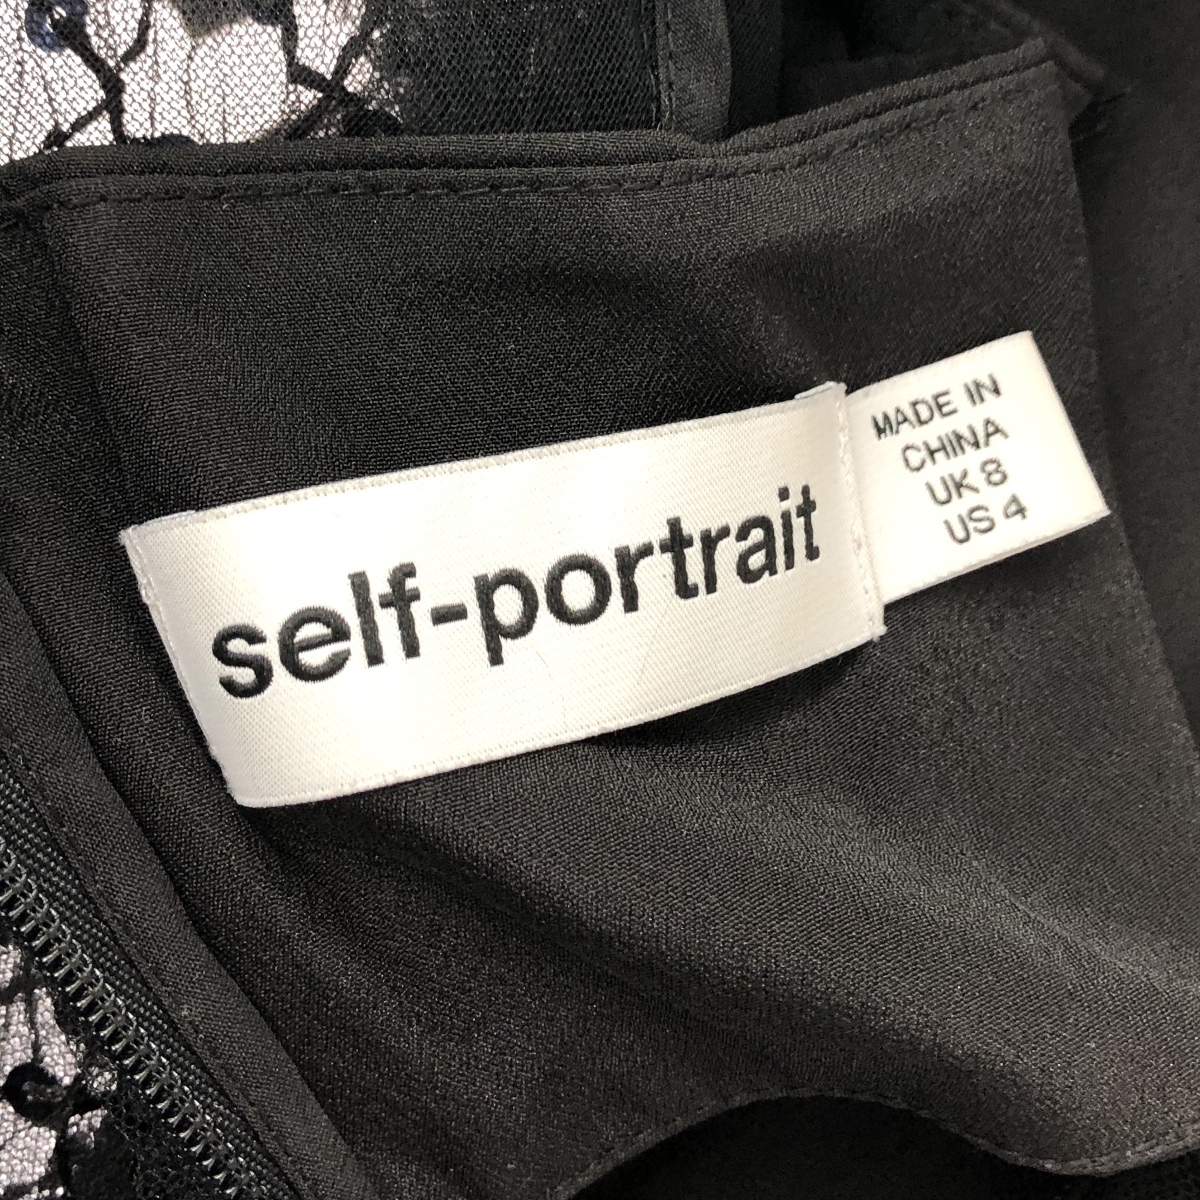 self-portrait
MADE IN
CHINA
UK 8
US 4